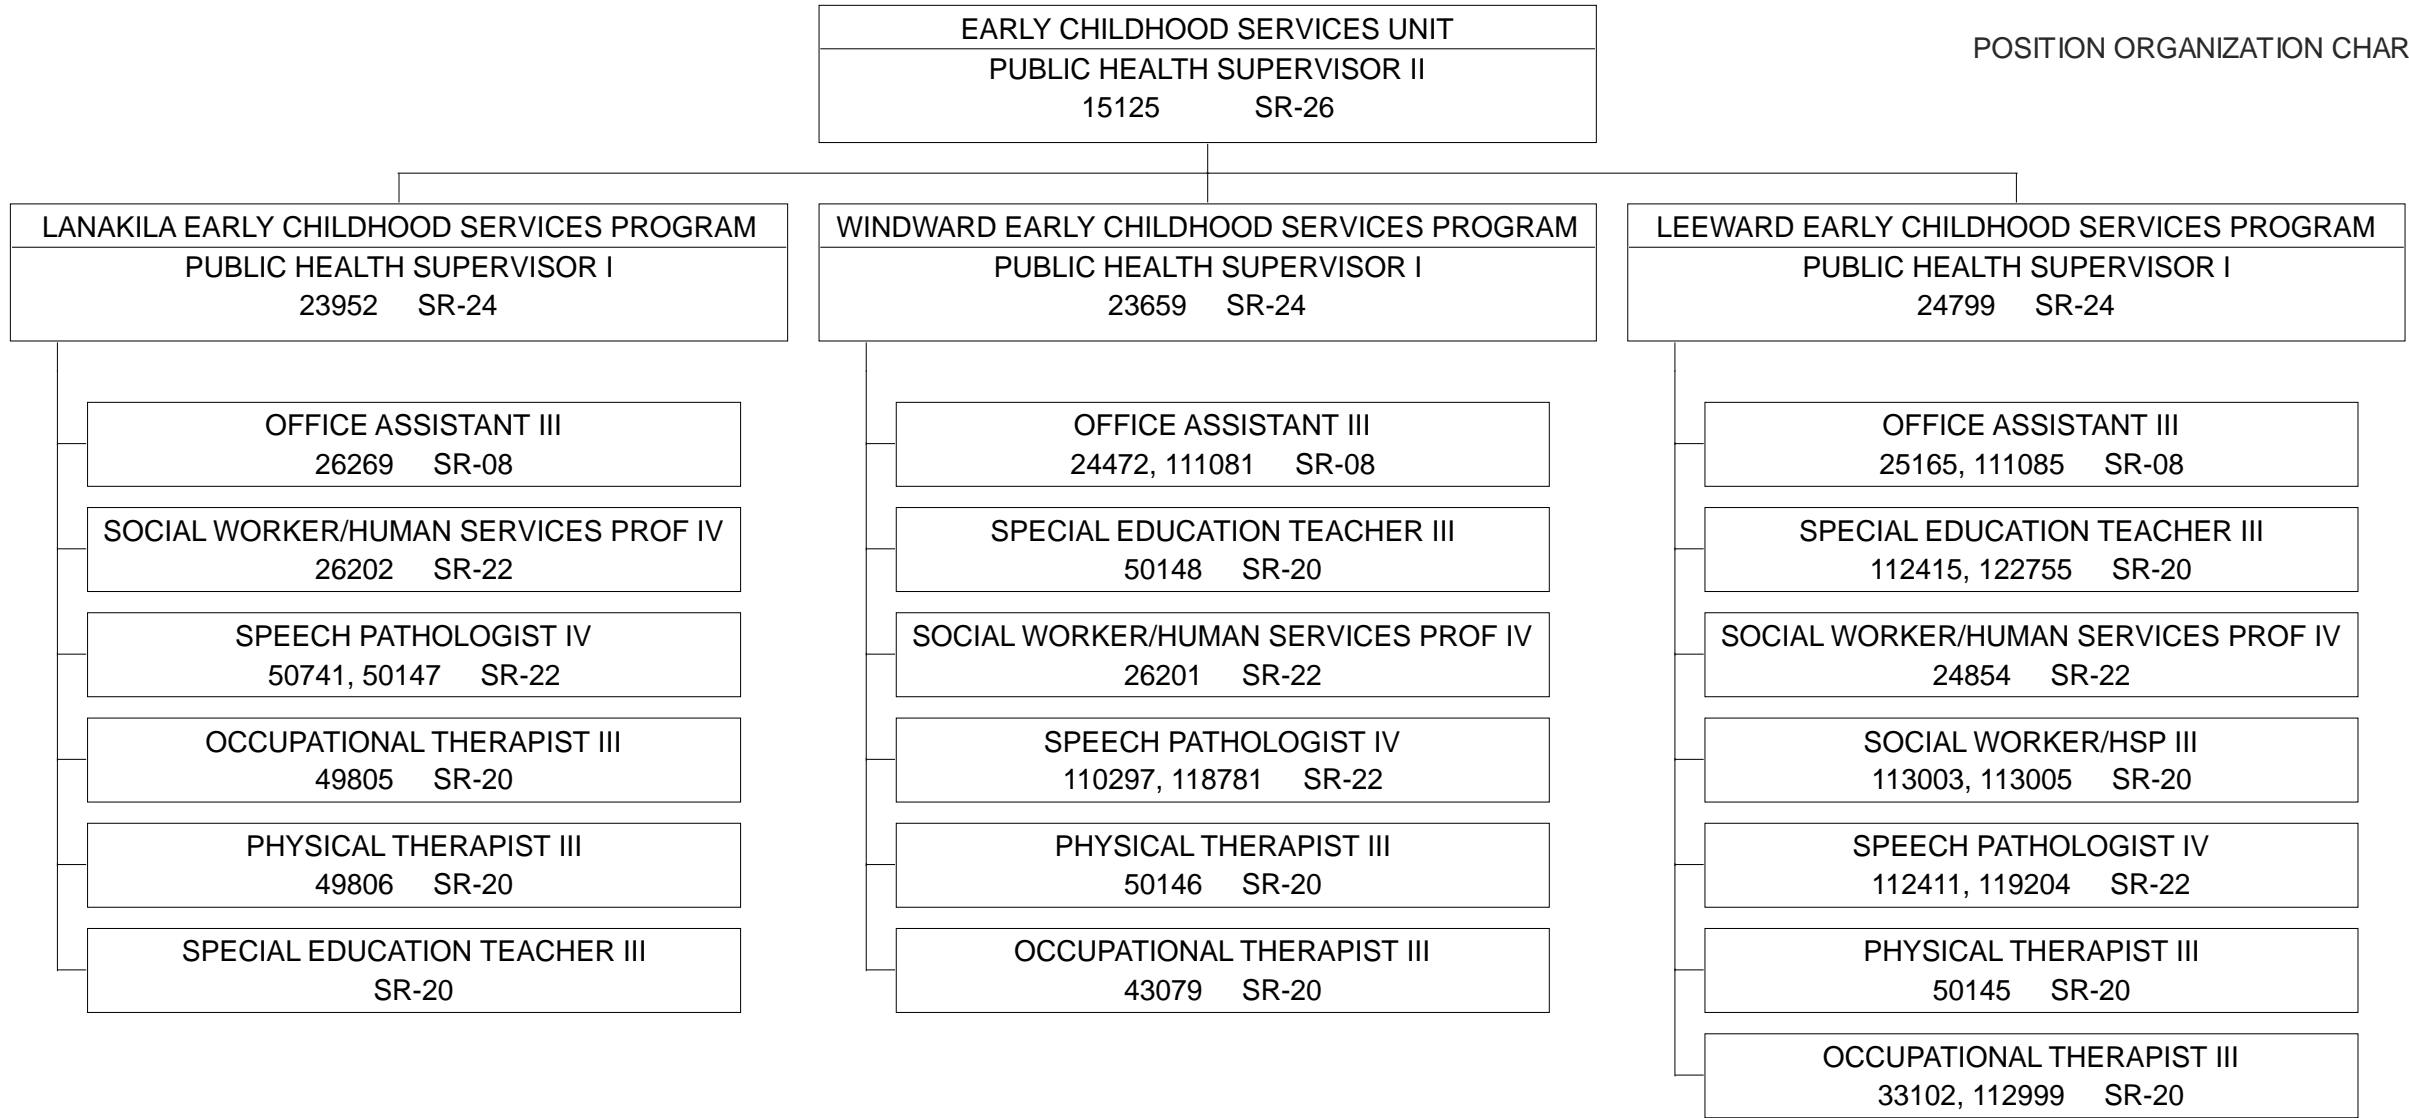 EARLY CHILDHOOD SERVICES UNIT
PUBLIC HEALTH SUPERVISOR II
15125 SR-26
POSITION ORGANIZATION CHAR
LANAKILA EARLY CHILDHOOD SERVICES PROGRAM
PUBLIC HEALTH SUPERVISOR I
23952 SR-24
OFFICE ASSISTANT III
26269 SR-08
SOCIAL WORKER/HUMAN SERVICES PROF IV
26202 SR-22
SPEECH PATHOLOGIST IV
50741, 50147 SR-22
OCCUPATIONAL THERAPIST III
49805 SR-20
PHYSICAL THERAPIST III
49806 SR-20
SPECIAL EDUCATION TEACHER III
SR-20
WINDWARD EARLY CHILDHOOD SERVICES PROGRAM
PUBLIC HEALTH SUPERVISOR I
23659 SR-24
OFFICE ASSISTANT III
24472, 111081 SR-08
SPECIAL EDUCATION TEACHER III
50148 SR-20
SOCIAL WORKER/HUMAN SERVICES PROF IV
26201 SR-22
SPEECH PATHOLOGIST IV
110297, 118781 SR-22
PHYSICAL THERAPIST III
50146 SR-20
OCCUPATIONAL THERAPIST III
43079 SR-20
LEEWARD EARLY CHILDHOOD SERVICES PROGRAM
PUBLIC HEALTH SUPERVISOR I
24799 SR-24
OFFICE ASSISTANT III
25165, 111085 SR-08
SPECIAL EDUCATION TEACHER III
112415, 122755 SR-20
SOCIAL WORKER/HUMAN SERVICES PROF IV
24854 SR-22
SOCIAL WORKER/HSP III
113003, 113005 SR-20
SPEECH PATHOLOGIST IV
112411, 119204 SR-22
PHYSICAL THERAPIST III
50145 SR-20
OCCUPATIONAL THERAPIST III
33102, 112999 SR-20